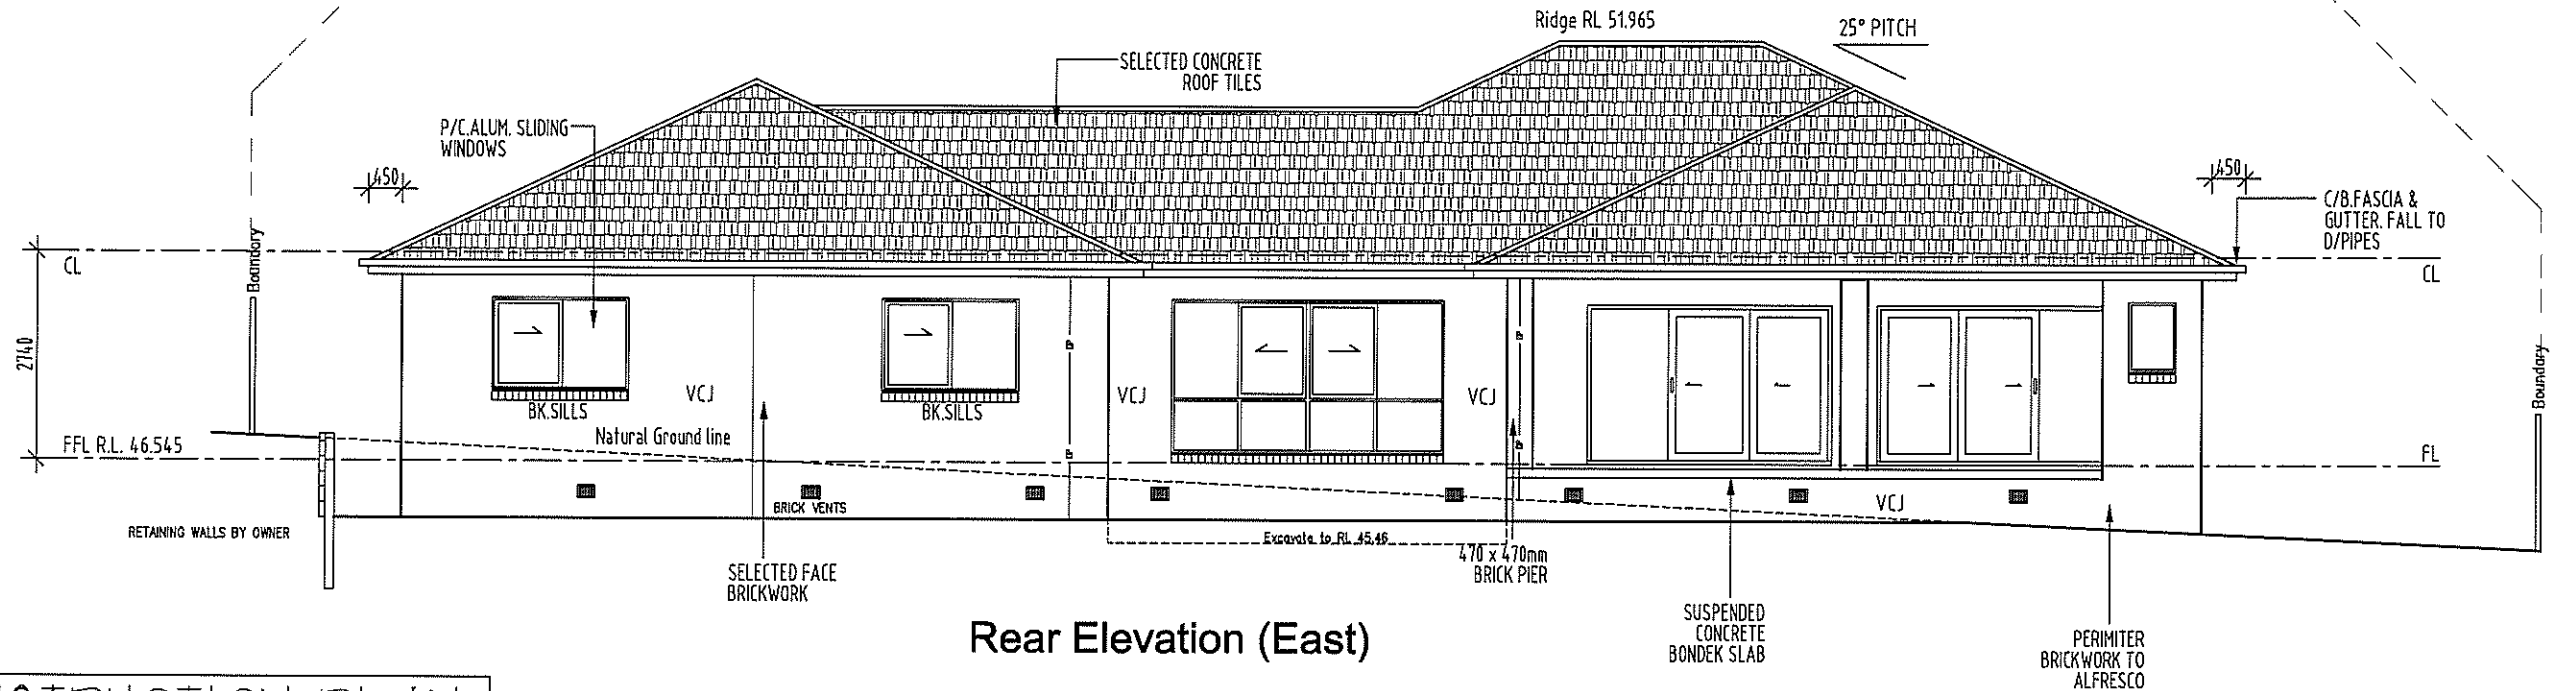 Ridge RL 51.965
25° PITCH
SELECTED CONCRETE
ROOF TILES
P/C.ALUM. SLIDING
WINDOWS
450
450
C/B.FASCIA &
GUTTER. FALL TO
D/PIPES
Boundary
CL
CL
2740
VCJ
VCJ
VCJ
BK.SILLS
BK.SILLS
Boundary
Natural Ground line
FFL R.L. 46.545
FL
BRICK VENTS
VCJ
RETAINING WALLS BY OWNER
Excavate to RL 45.46
470 x 470mm
BRICK PIER
SELECTED FACE
BRICKWORK
SUSPENDED
CONCRETE
BONDEK SLAB
PERIMITER
BRICKWORK TO
ALFRESCO
Rear Elevation (East)